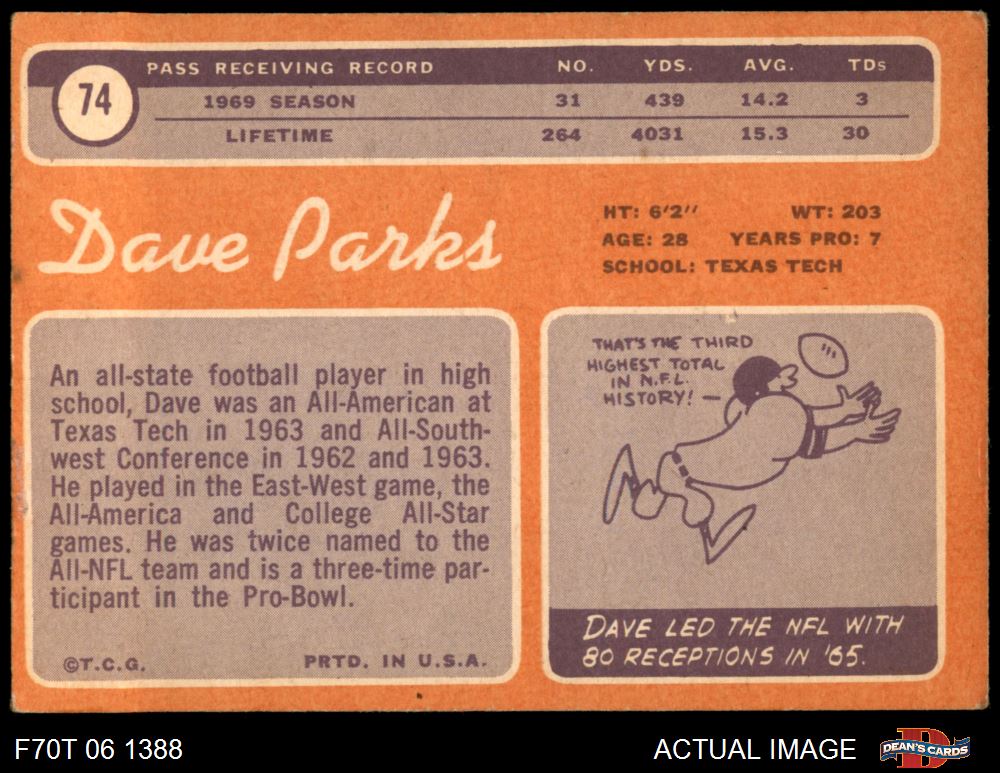 74
PASS RECEIVING RECORD NO. YDS. AVG. TDs
1969 SEASON 31 439 14.2 3
LIFETIME 264 4031 15.3 30
Dave Parks
HT: 6'2'' WT: 203
AGE: 28 YEARS PRO: 7
SCHOOL: TEXAS TECH
An all-state football player in high
school, Dave was an All-American at
Texas Tech in 1963 and All-South-
west Conference in 1962 and 1963.
He played in the East-West game, the
All-America and College All-Star
games. He was twice named to the
All-NFL team and is a three-time par-
ticipant in the Pro-Bowl.
©T.C.G. PRTD. IN U.S.A.
THAT'S THE THIRD
HIGHEST TOTAL
IN N.F.L.
HISTORY! —
DAVE LED THE NFL WITH
80 RECEPTIONS IN '65.
F70T 06 1388 ACTUAL IMAGE
D
DEAN'S CARDS